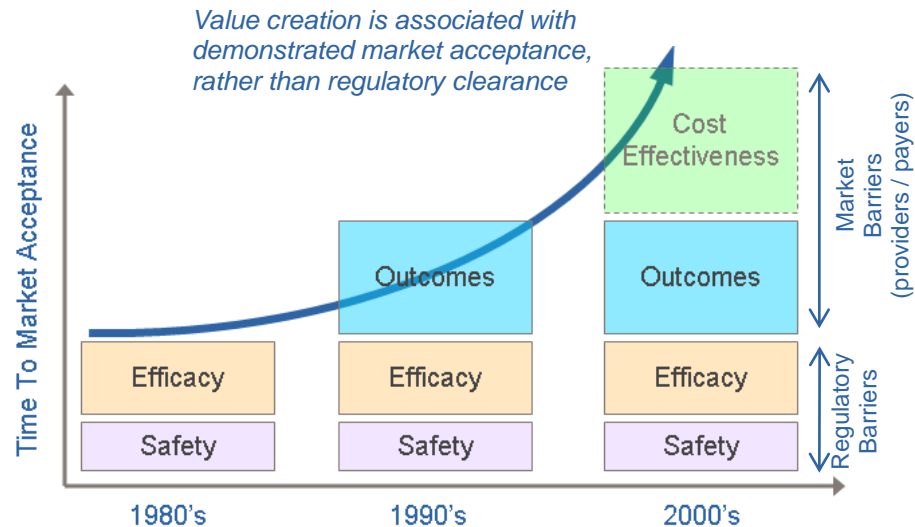 Value creation is associated with
demonstrated market acceptance,
rather than regulatory clearance
Time To Market Acceptance
Cost
Effectiveness
Outcomes
Outcomes
Efficacy
Efficacy
Efficacy
Safety
Safety
Safety
Market
Barriers
(providers / payers)
Regulatory
Barriers
1980's
1990's
2000's